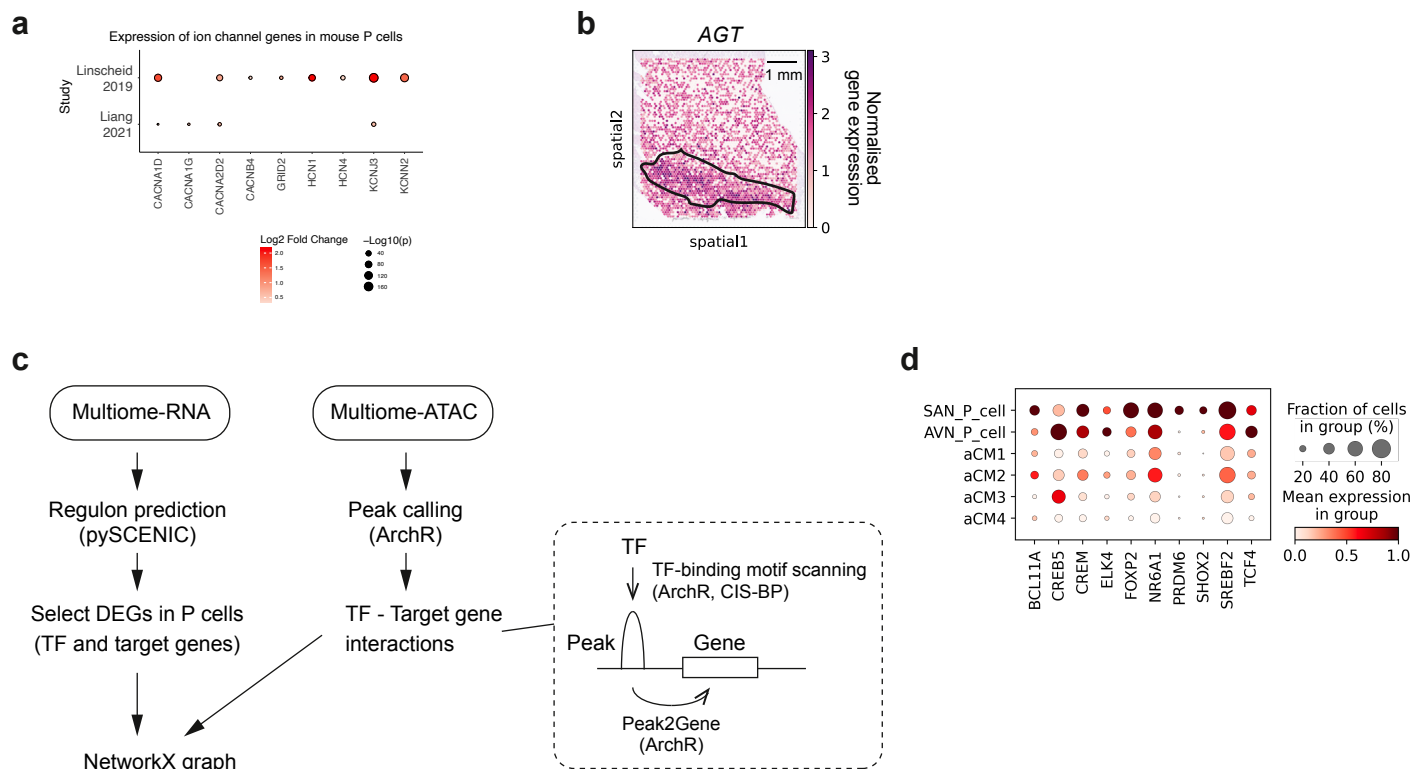 a
Expression of ion channel genes in mouse P cells
Study
Linscheid
2019
Liang
2021
CACNA1D
CACNA1G
CACNA2D2
CACNB4
GRID2
HCN1
HCN4
KCNJ3
KCNN2
Log2 Fold Change
2.0
1.5
1.0
0.5
−Log10(p)
40
80
120
160
b
AGT
1 mm
spatial2
spatial1
3
2
1
0
Normalised
gene expression
c
Multiome-RNA
Multiome-ATAC
Regulon prediction
(pySCENIC)
Peak calling
(ArchR)
Select DEGs in P cells
(TF and target genes)
TF - Target gene
interactions
NetworkX graph
TF
TF-binding motif scanning
(ArchR, CIS-BP)
Peak
Gene
Peak2Gene
(ArchR)
d
SAN_P_cell
AVN_P_cell
aCM1
aCM2
aCM3
aCM4
BCL11A
CREB5
CREM
ELK4
FOXP2
NR6A1
PRDM6
SHOX2
SREBF2
TCF4
Fraction of cells
in group (%)
20 40 60 80
Mean expression
in group
0.0 0.5 1.0